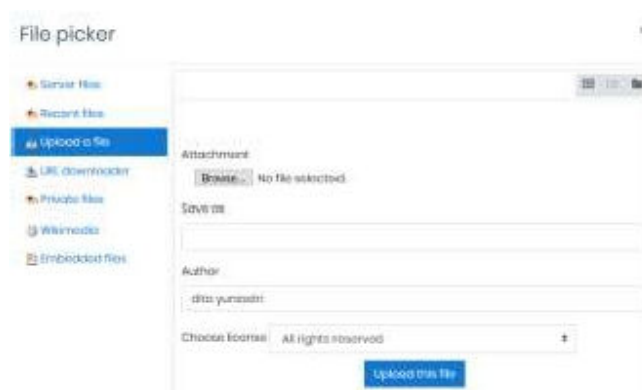 File picker
Server files
Recent files
Upload a file
URL downloader
Private files
Wikimedia
Embedded files
Attachment
Browse... No file selected.
Save as
Author
dita
Choose license All rights reserved
Upload this file